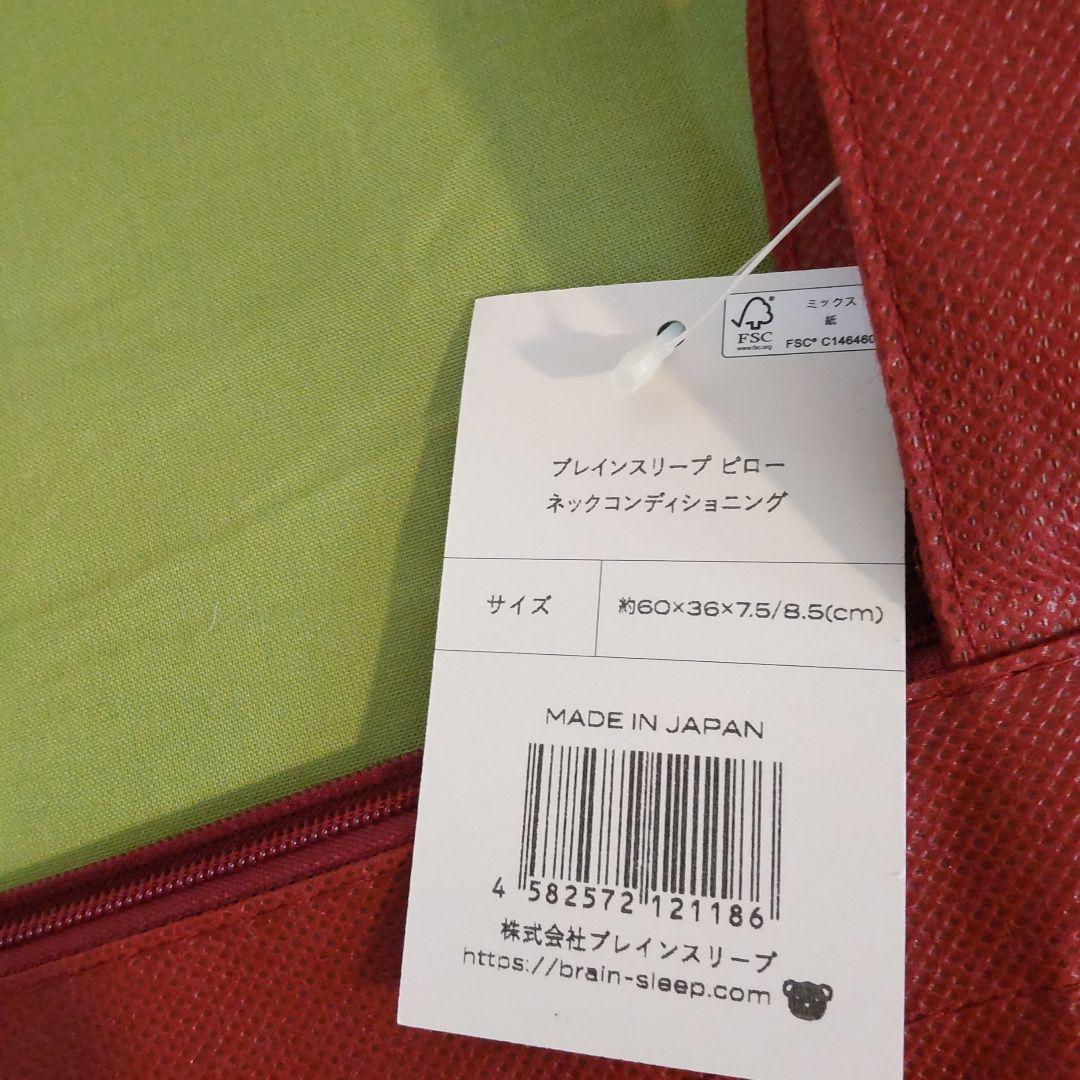 FSC®
www.fsc.org
ミックス
紙
FSC® C146460
ブレインスリープ ピロー
ネックコンディショニング
サイズ
約60×36×7.5/8.5(cm)
MADE IN JAPAN
4 582572 121186
株式会社ブレインスリープ
https://brain-sleep.com